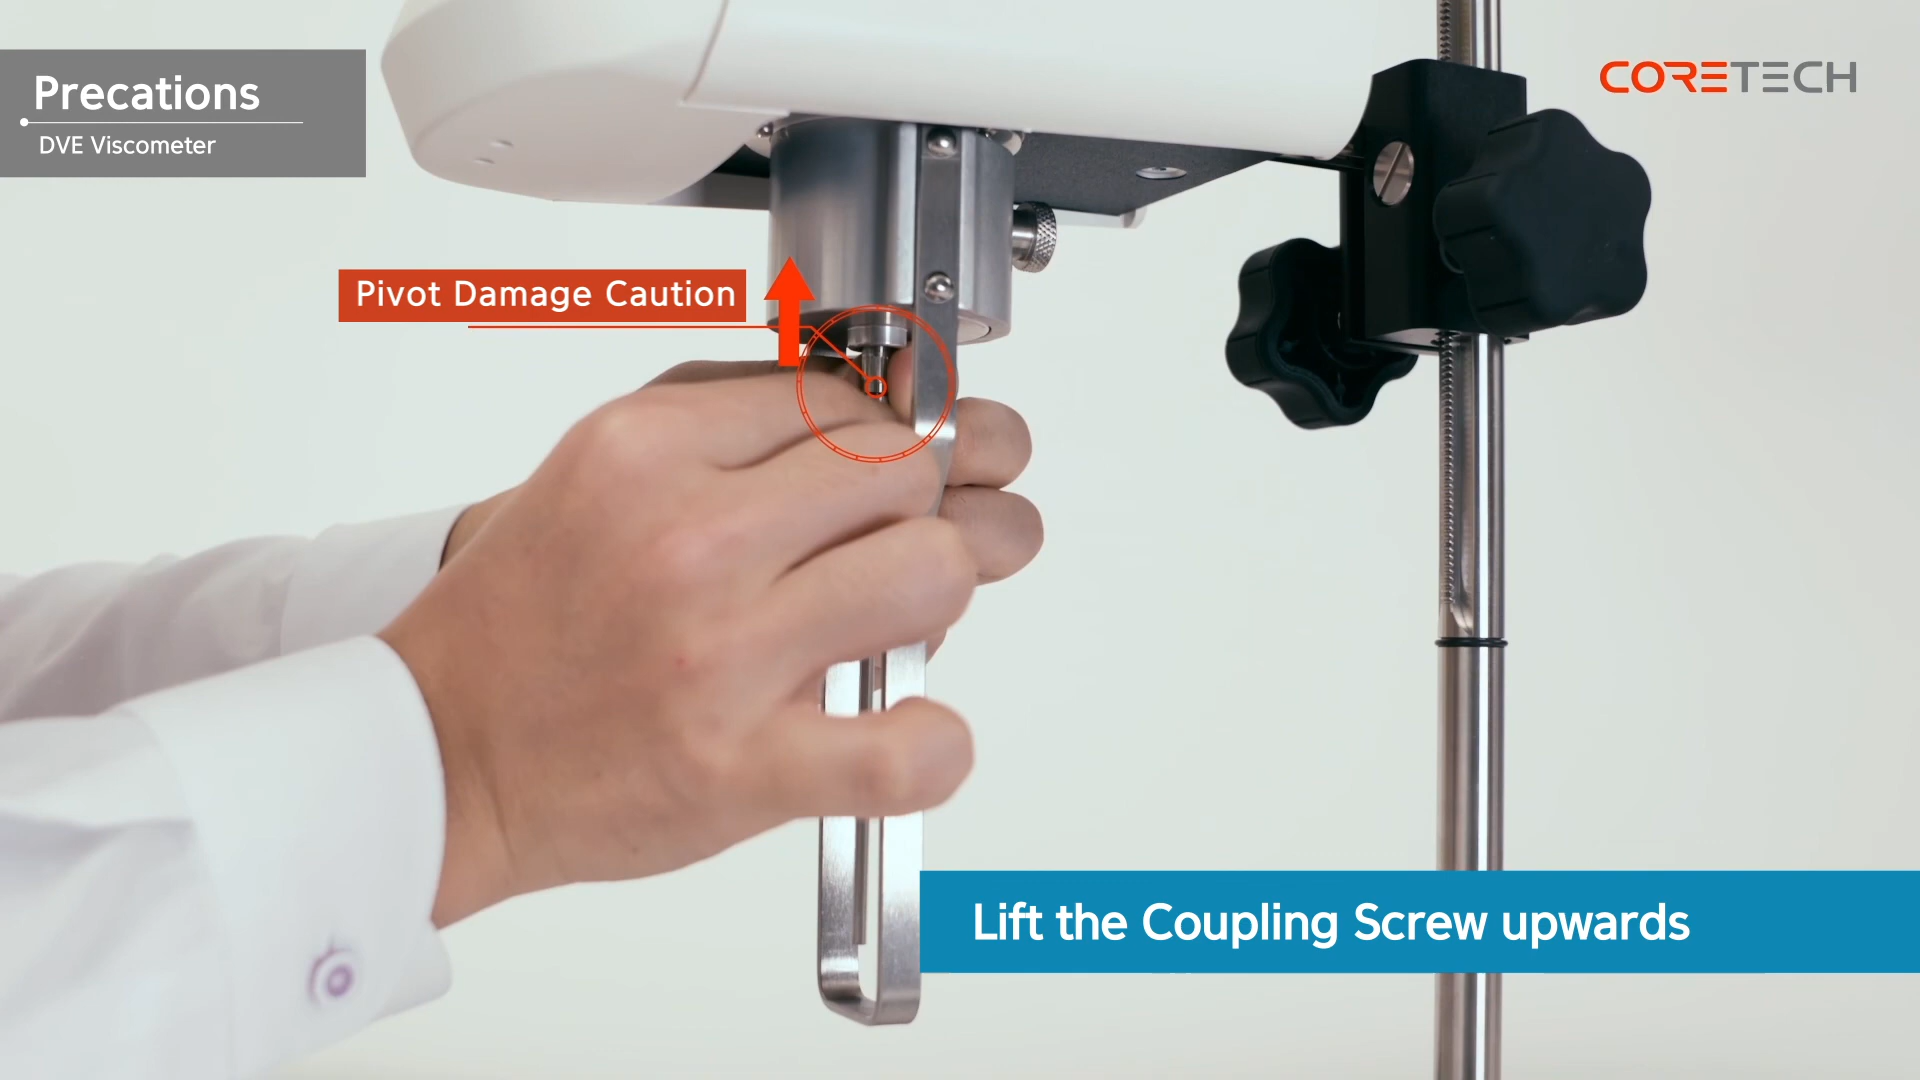 Precations
DVE Viscometer
CORETECH
Pivot Damage Caution
Lift the Coupling Screw upwards